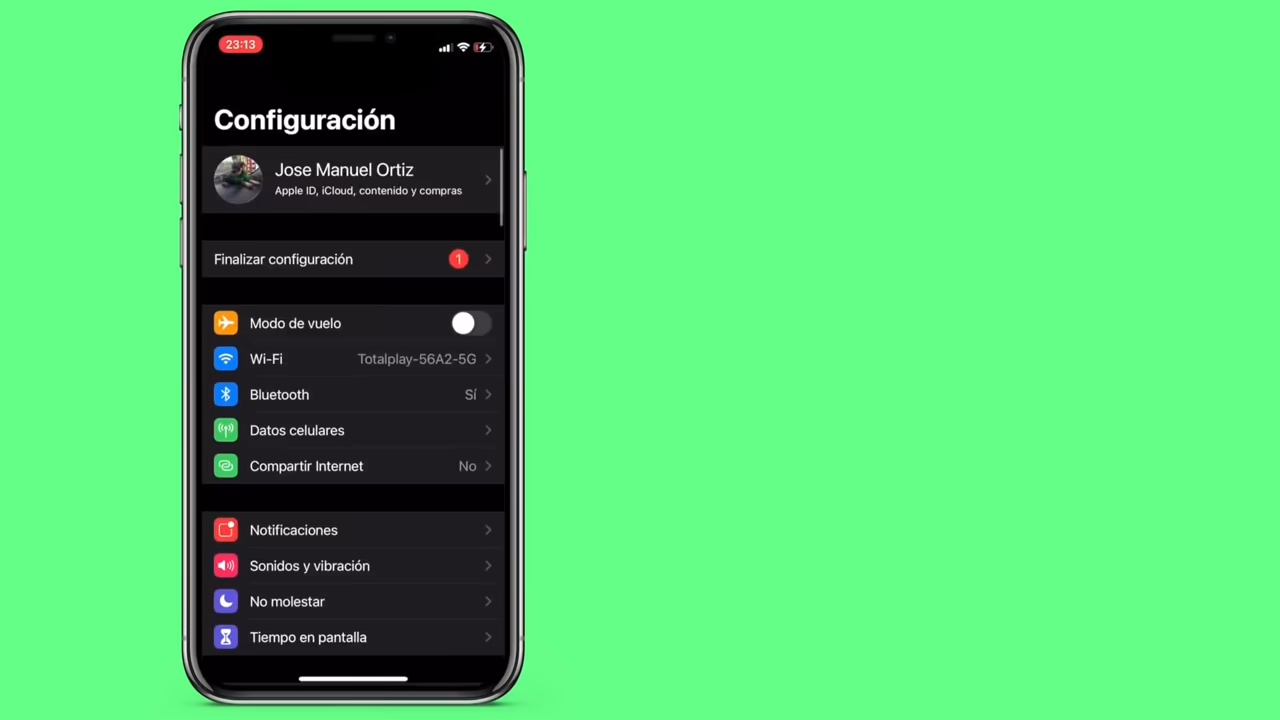 23:13
Configuración
Jose Manuel Ortiz
Apple ID, iCloud, contenido y compras
Finalizar configuración 1
Modo de vuelo
Wi-Fi Totalplay-56A2-5G
Bluetooth Sí
Datos celulares
Compartir Internet No
Notificaciones
Sonidos y vibración
No molestar
Tiempo en pantalla